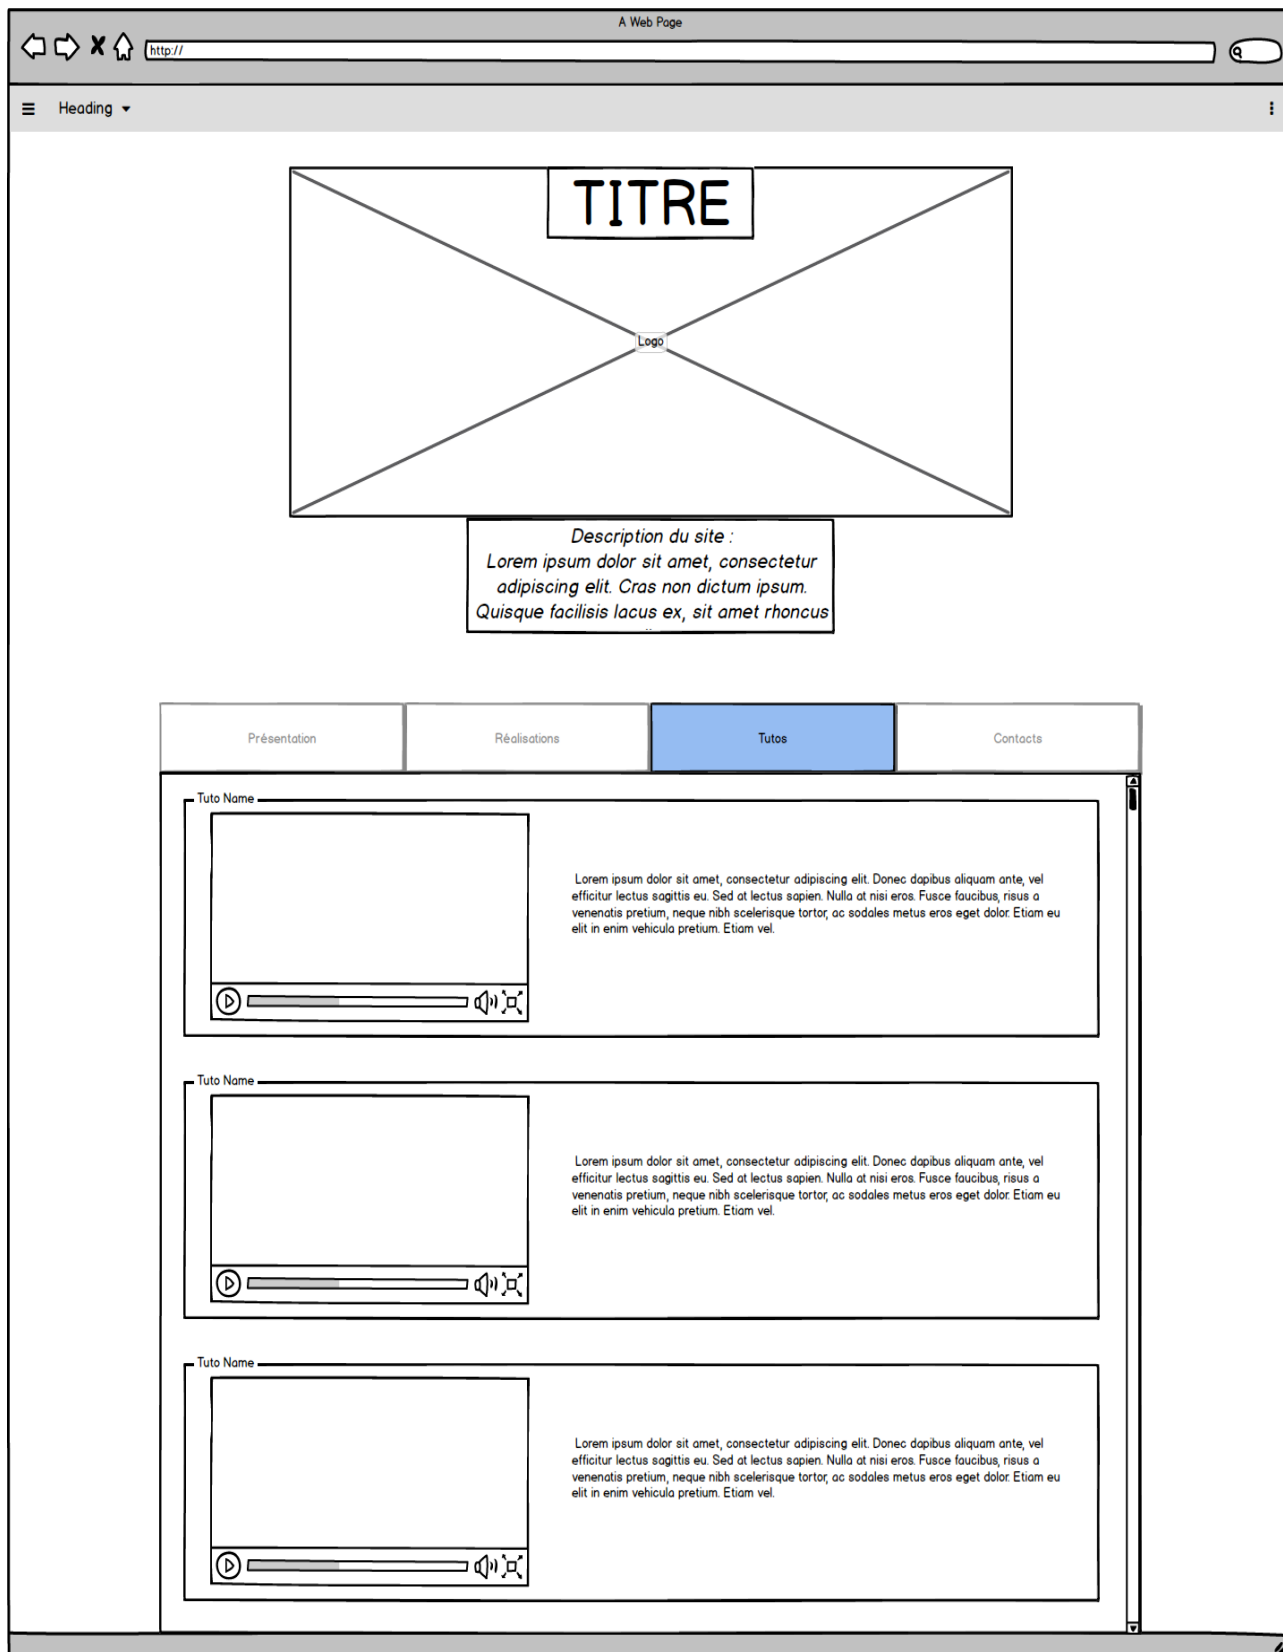 A Web Page
http://
Heading
TITRE
Logo
Description du site :
Lorem ipsum dolor sit amet, consectetur
adipiscing elit. Cras non dictum ipsum.
Quisque facilisis lacus ex, sit amet rhoncus
Présentation
Réalisations
Tutos
Contacts
Tuto Name
Lorem ipsum dolor sit amet, consectetur adipiscing elit. Donec dapibus aliquam ante, vel
efficitur lectus sagittis eu. Sed at lectus sapien. Nulla at nisi eros. Fusce faucibus, risus a
venenatis pretium, neque nibh scelerisque tortor, ac sodales metus eros eget dolor. Etiam eu
elit in enim vehicula pretium. Etiam vel.
Tuto Name
Lorem ipsum dolor sit amet, consectetur adipiscing elit. Donec dapibus aliquam ante, vel
efficitur lectus sagittis eu. Sed at lectus sapien. Nulla at nisi eros. Fusce faucibus, risus a
venenatis pretium, neque nibh scelerisque tortor, ac sodales metus eros eget dolor. Etiam eu
elit in enim vehicula pretium. Etiam vel.
Tuto Name
Lorem ipsum dolor sit amet, consectetur adipiscing elit. Donec dapibus aliquam ante, vel
efficitur lectus sagittis eu. Sed at lectus sapien. Nulla at nisi eros. Fusce faucibus, risus a
venenatis pretium, neque nibh scelerisque tortor, ac sodales metus eros eget dolor. Etiam eu
elit in enim vehicula pretium. Etiam vel.